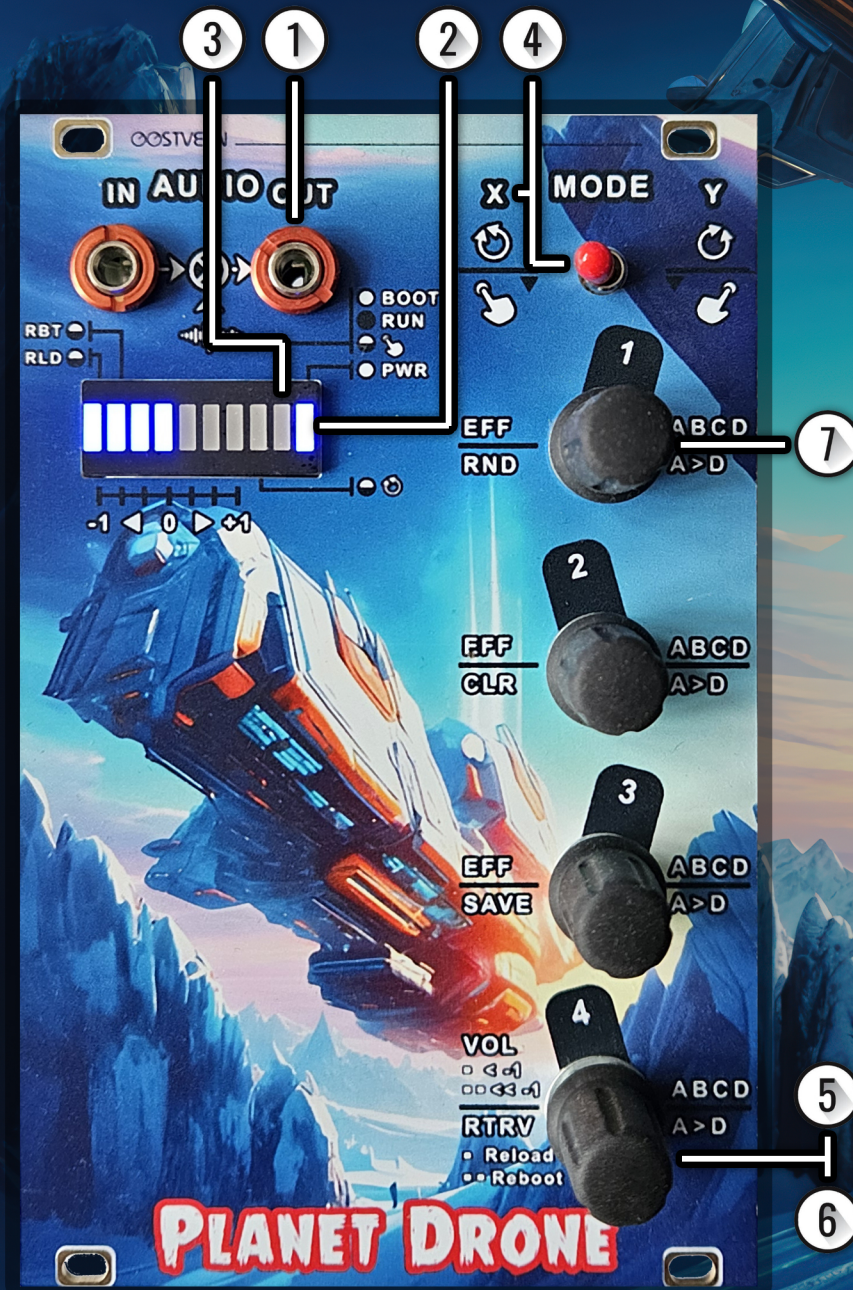 3 1 2 4
IN AUDIO OUT
X MODE Y
BOOT
RUN
RBT
RLD
PWR
-1 0 +1
1
EFF ABCD
RND A>D
7
2
EFF ABCD
CLR A>D
3
EFF ABCD
SAVE A>D
4
VOL
< -1
<< -1
ABCD
RTRV A>D
Reload
Reboot
5
6
PLANET DRONE